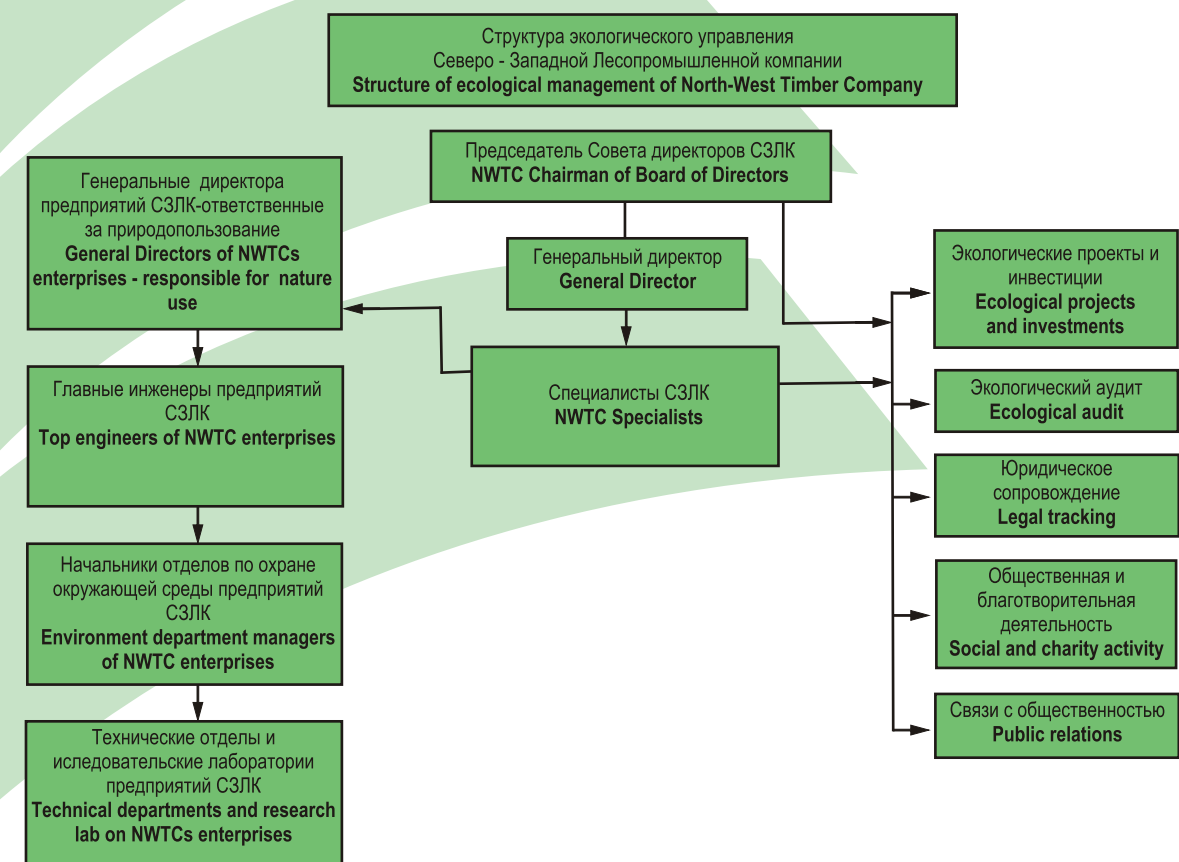 Структура экологического управления
Северо - Западной Лесопромышленной компании
Structure of ecological management of North-West Timber Company
Председатель Совета директоров СЗЛК
NWTC Chairman of Board of Directors
Генеральный директор
General Director
Специалисты СЗЛК
NWTC Specialists
Генеральные директора
предприятий СЗЛК-ответственные
за природопользование
General Directors of NWTCs
enterprises - responsible for nature
use
Главные инженеры предприятий
СЗЛК
Top engineers of NWTC enterprises
Начальники отделов по охране
окружающей среды предприятий
СЗЛК
Environment department managers
of NWTC enterprises
Технические отделы и
иследовательские лаборатории
предприятий СЗЛК
Technical departments and research
lab on NWTCs enterprises
Экологические проекты и
инвестиции
Ecological projects
and investments
Экологический аудит
Ecological audit
Юридическое
сопровождение
Legal tracking
Общественная и
благотворительная
деятельность
Social and charity activity
Связи с общественностью
Public relations